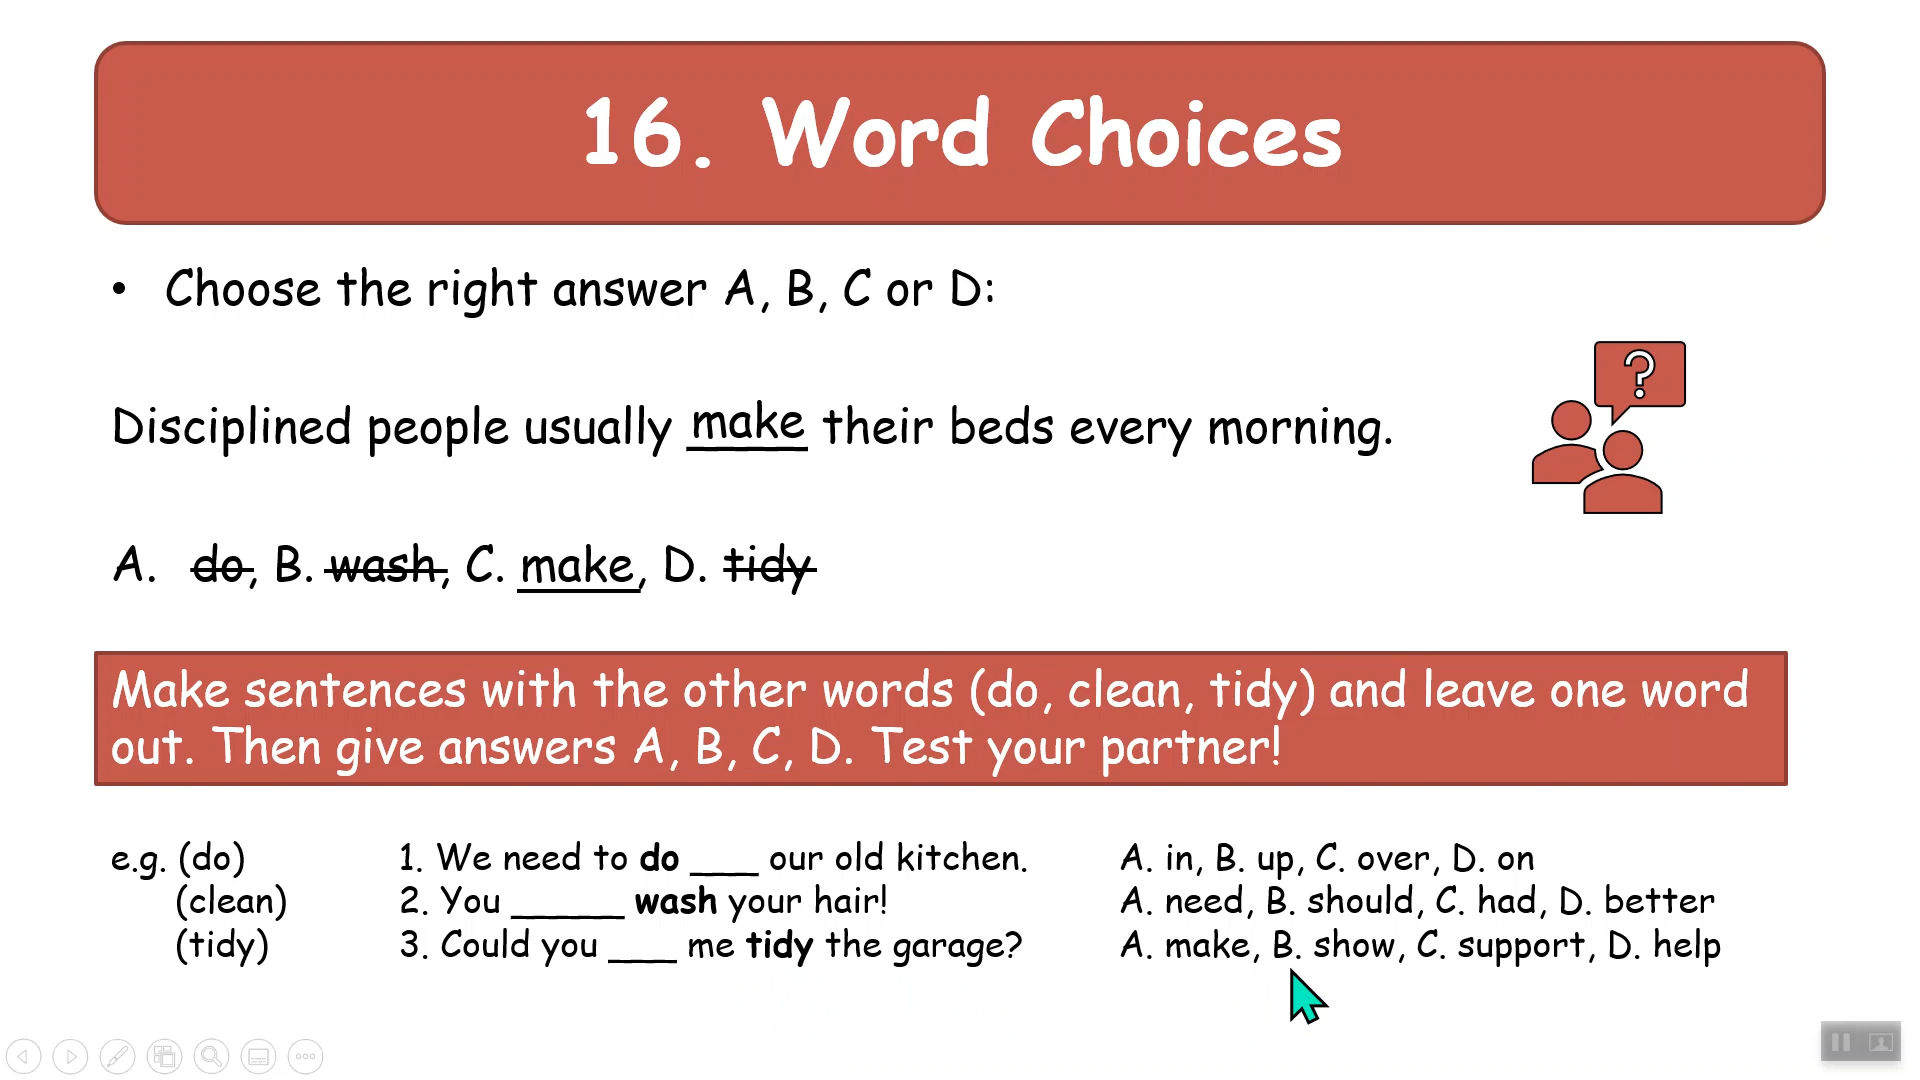 16. Word Choices
• Choose the right answer A, B, C or D:
?
Disciplined people usually make their beds every morning.
A. do, B. wash, C. make, D. tidy
Make sentences with the other words (do, clean, tidy) and leave one word
out. Then give answers A, B, C, D. Test your partner!
e.g. (do) 1. We need to do ___ our old kitchen. A. in, B. up, C. over, D. on
(clean) 2. You _____ wash your hair! A. need, B. should, C. had, D. better
(tidy) 3. Could you ___ me tidy the garage? A. make, B. show, C. support, D. help